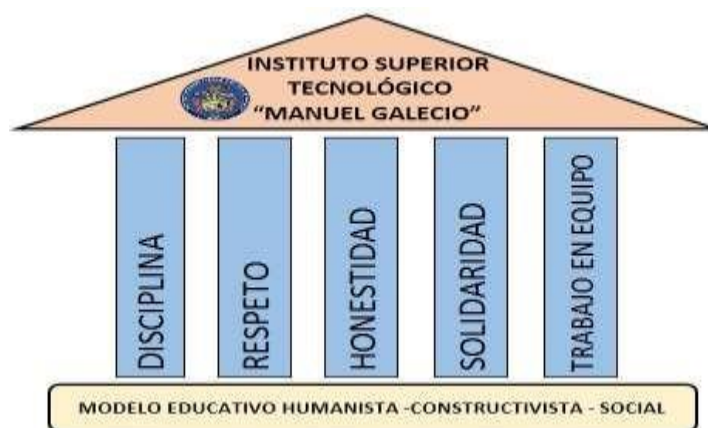 INSTITUTO SUPERIOR
TECNOLÓGICO
“MANUEL GALECIO”
DISCIPLINA
RESPETO
HONESTIDAD
SOLIDARIDAD
TRABAJO EN EQUIPO
MODELO EDUCATIVO HUMANISTA -CONSTRUCTIVISTA - SOCIAL